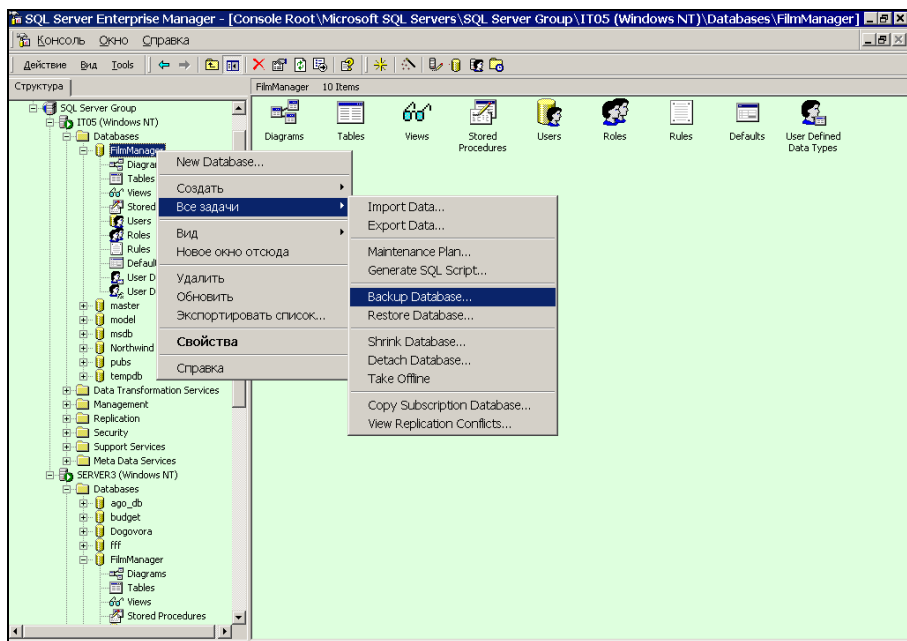 SQL Server Enterprise Manager - [Console Root\Microsoft SQL Servers\SQL Server Group\IT05 (Windows NT)\Databases\FilmManager]
Консоль Окно Справка
Действие Вид Tools
Структура
FilmManager 10 Items
SQL Server Group
IT05 (Windows NT)
Databases
FilmManager
Diagra
Tables
Views
Stored
Users
Roles
Rules
Default
User D
User D
master
model
msdb
Northwind
pubs
tempdb
Data Transformation Services
Management
Replication
Security
Support Services
Meta Data Services
SERVER3 (Windows NT)
Databases
ago_db
budget
Dogovora
fff
FilmManager
Diagrams
Tables
Views
Stored Procedures
Diagrams
Tables
Views
Stored Procedures
Users
Roles
Rules
Defaults
User Defined Data Types
New Database...
Создать
Все задачи
Вид
Новое окно отсюда
Удалить
Обновить
Экспортировать список...
Свойства
Справка
Import Data...
Export Data...
Maintenance Plan...
Generate SQL Script...
Backup Database...
Restore Database...
Shrink Database...
Detach Database...
Take Offline
Copy Subscription Database...
View Replication Conflicts...